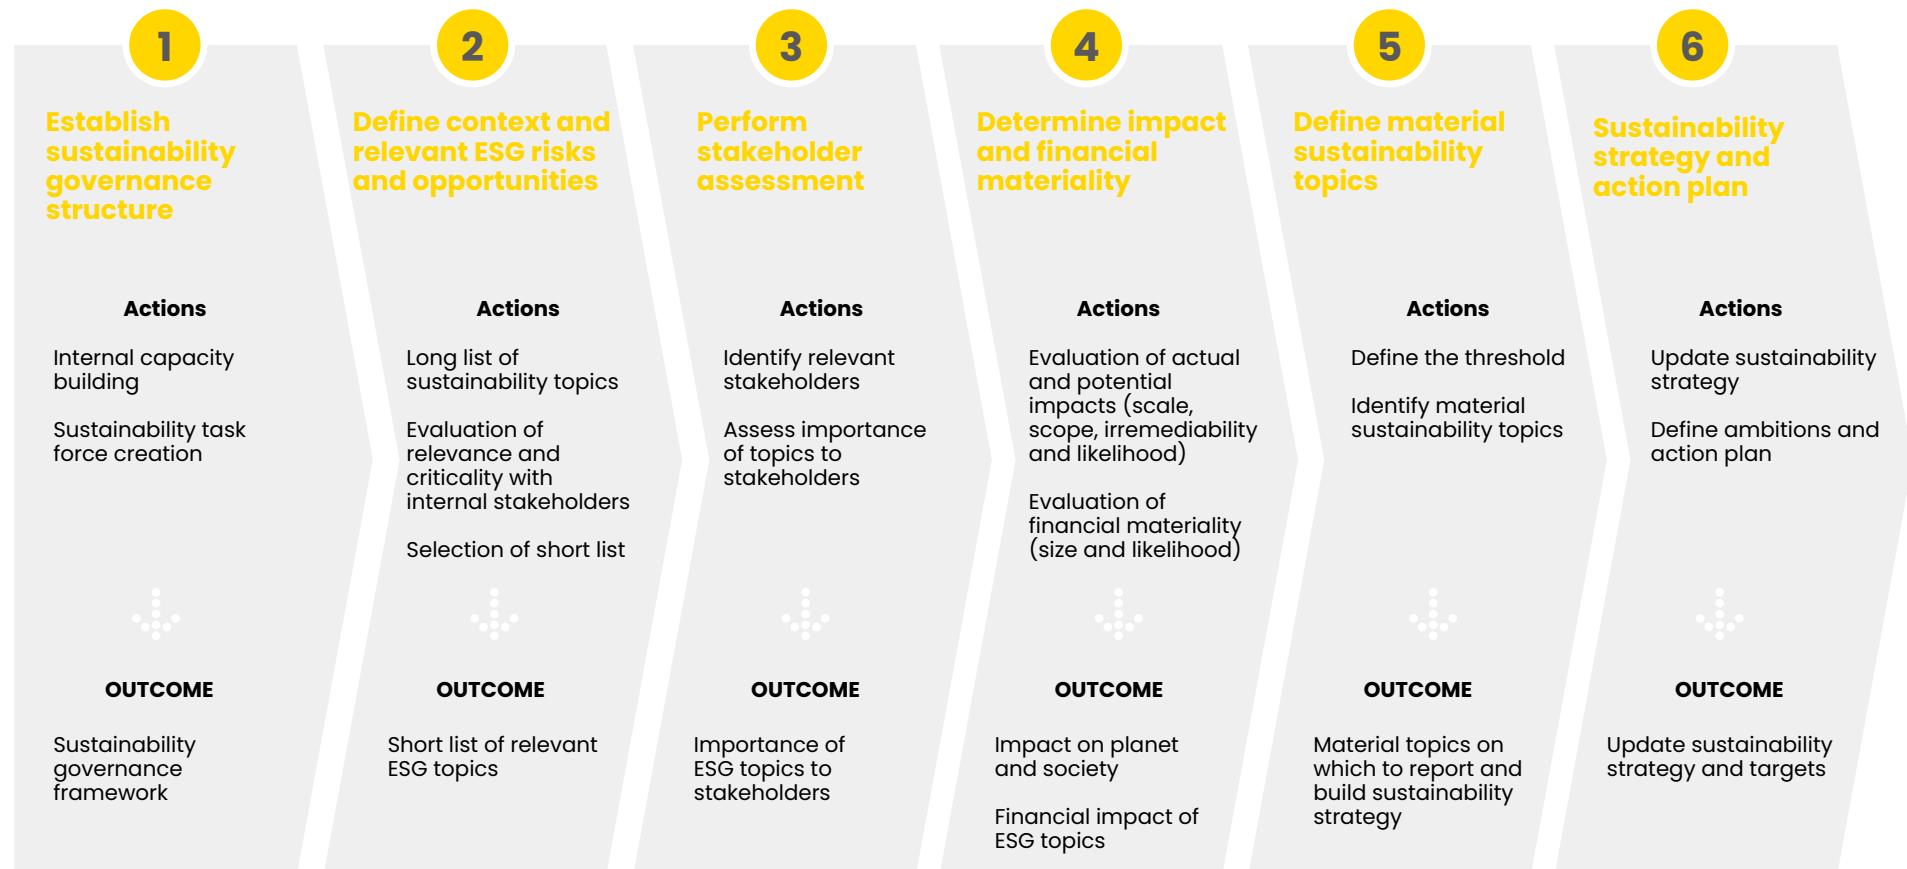 1
Establish
sustainability
governance
structure
Actions
Internal capacity
building
Sustainability task
force creation
OUTCOME
Sustainability
governance
framework
2
Define context and
relevant ESG risks
and opportunities
Actions
Long list of
sustainability topics
Evaluation of
relevance and
criticality with
internal stakeholders
Selection of short list
OUTCOME
Short list of relevant
ESG topics
3
Perform
stakeholder
assessment
Actions
Identify relevant
stakeholders
Assess importance
of topics to
stakeholders
OUTCOME
Importance of
ESG topics to
stakeholders
4
Determine impact
and financial
materiality
Actions
Evaluation of actual
and potential
impacts (scale,
scope, irremediability
and likelihood)
Evaluation of
financial materiality
(size and likelihood)
OUTCOME
Impact on planet
and society
Financial impact of
ESG topics
5
Define material
sustainability
topics
Actions
Define the threshold
Identify material
sustainability topics
OUTCOME
Material topics on
which to report and
build sustainability
strategy
6
Sustainability
strategy and
action plan
Actions
Update sustainability
strategy
Define ambitions and
action plan
OUTCOME
Update sustainability
strategy and targets